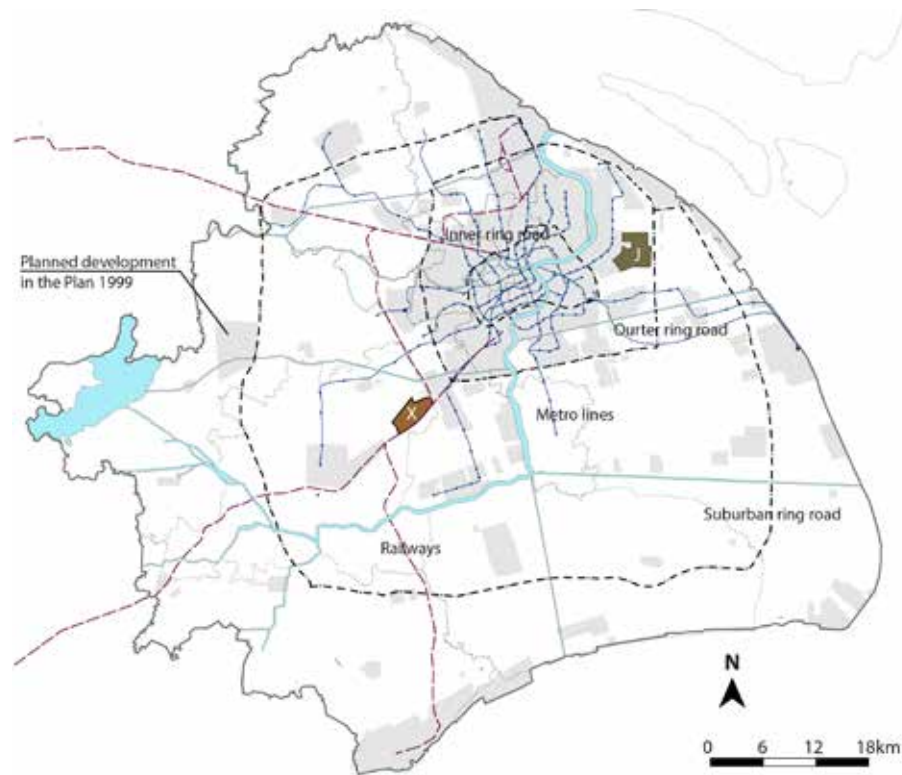 Inner ring road
J
Planned development
in the Plan 1999
Qurter ring road
X
Metro lines
Suburban ring road
Railways
N
0 6 12 18km